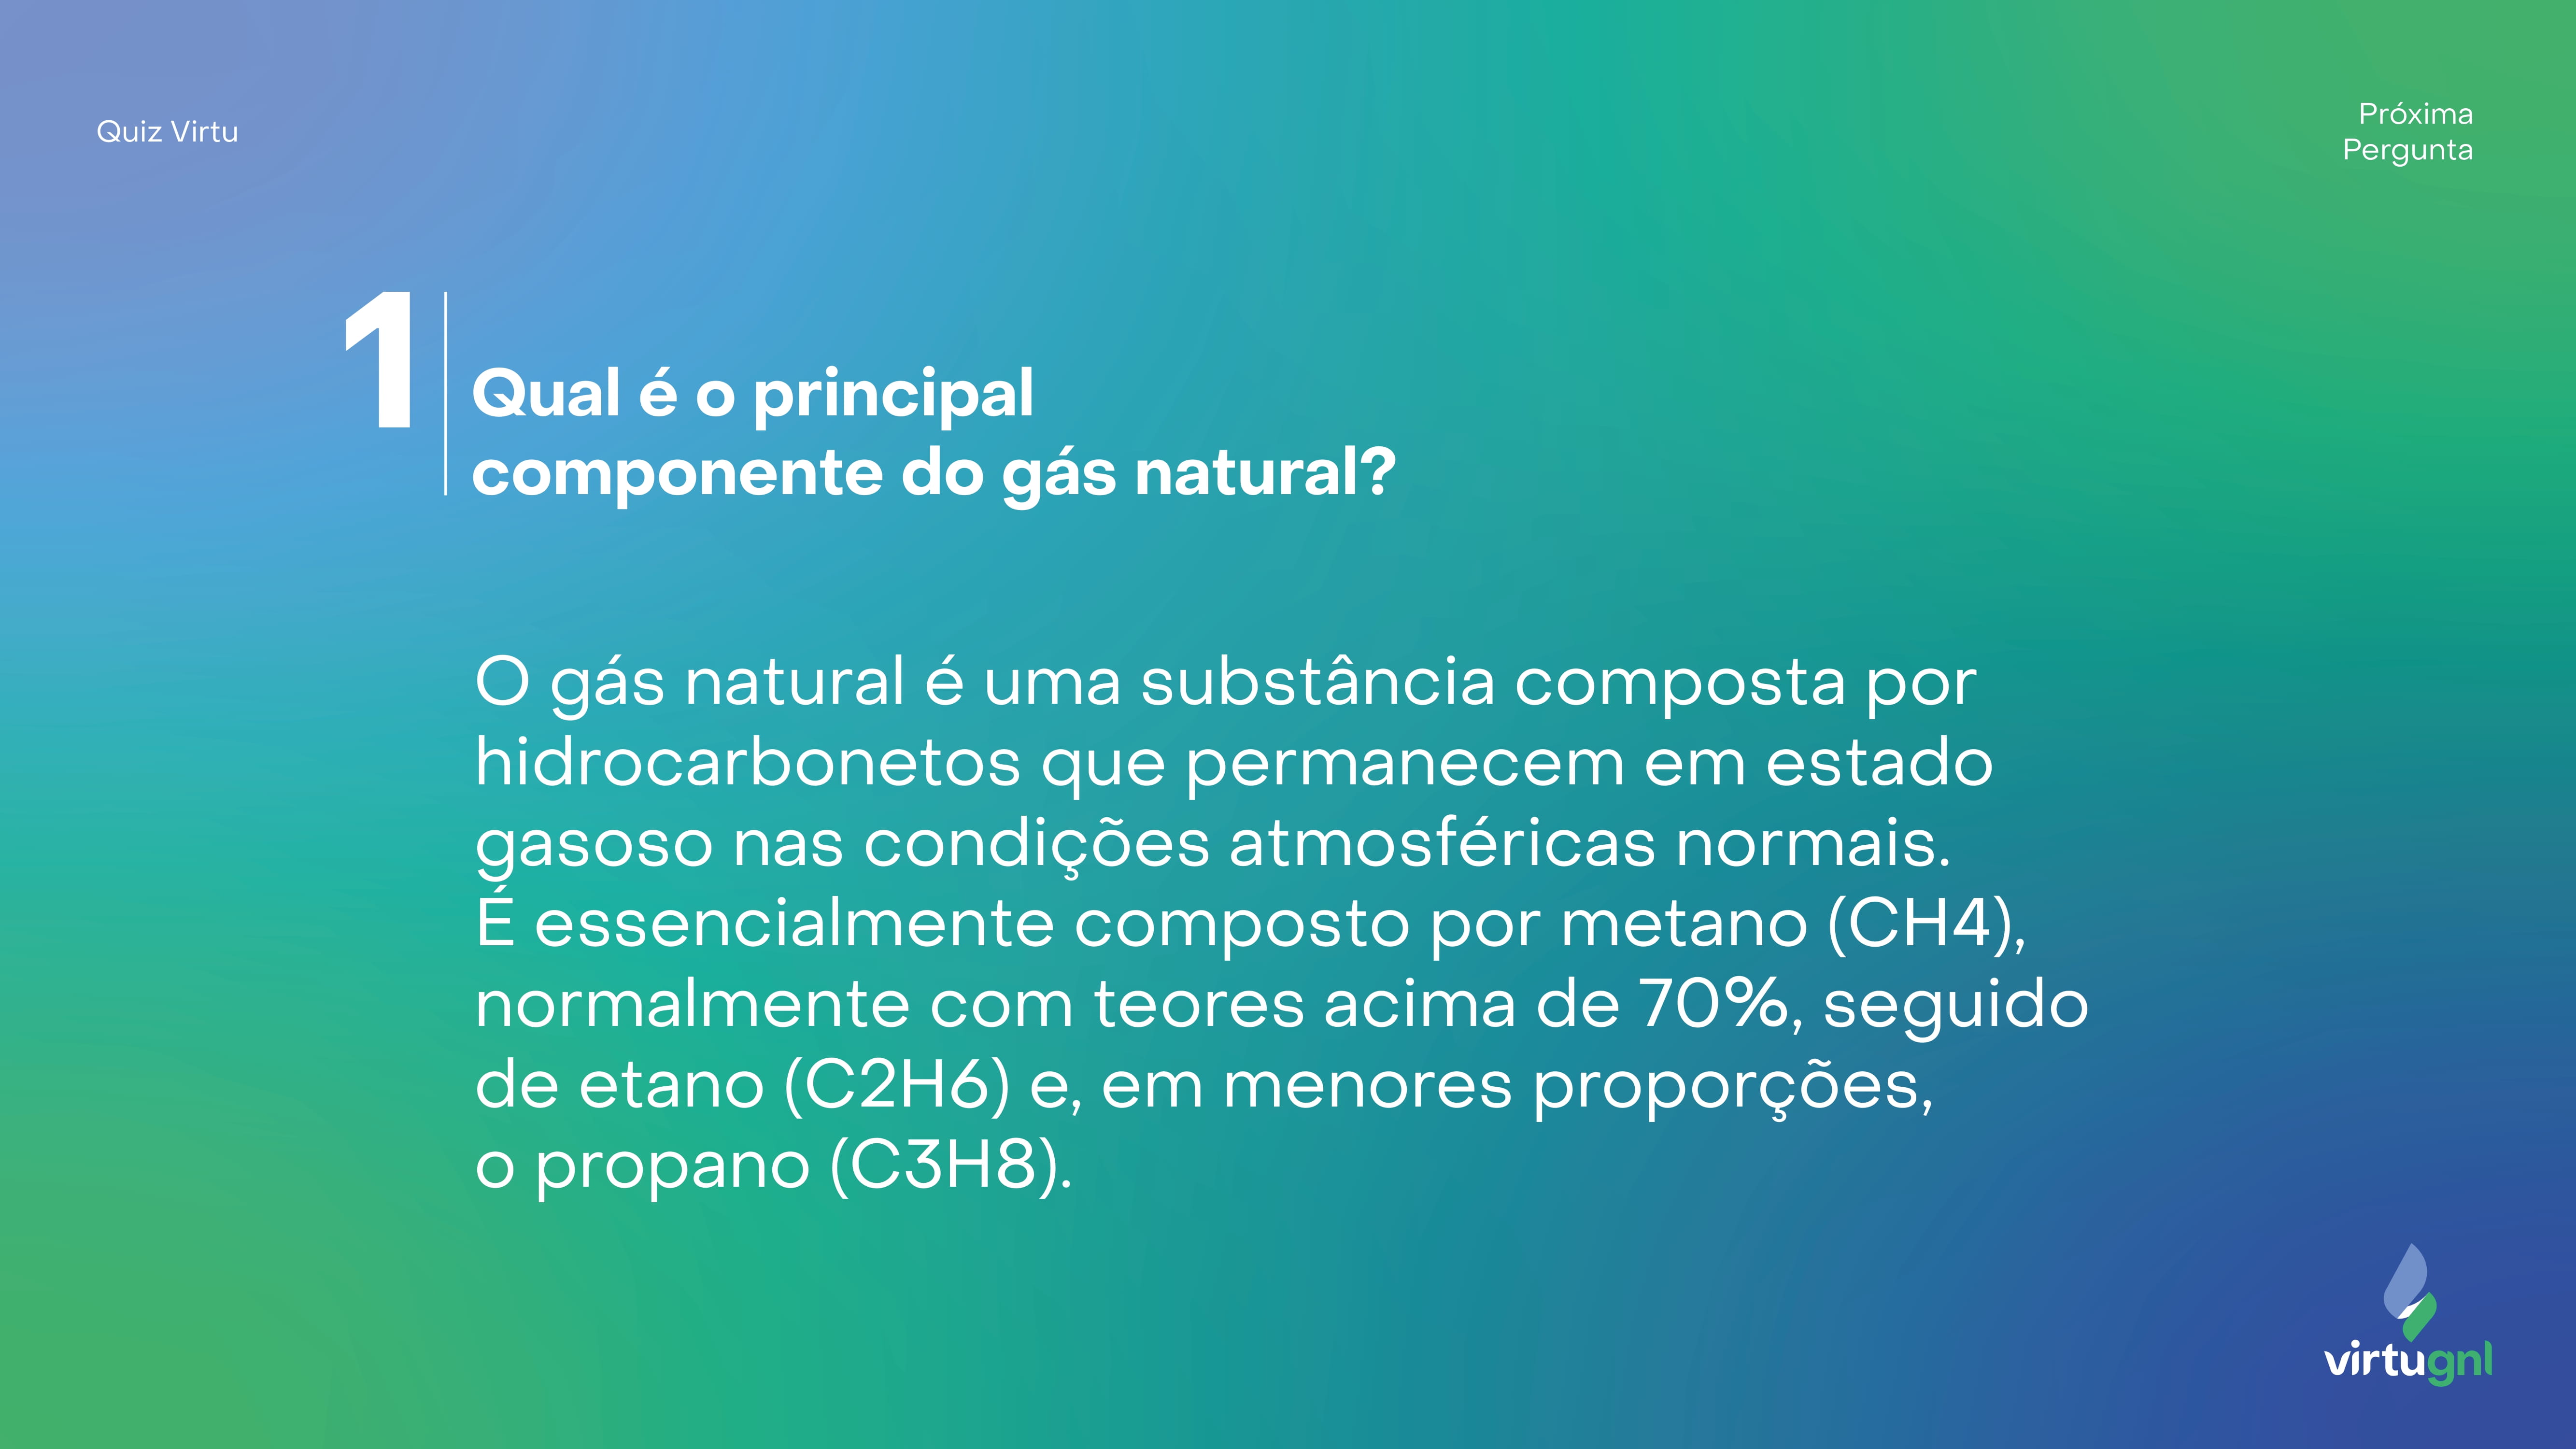 Quiz Virtu
Próxima
Pergunta
1
Qual é o principal
componente do gás natural?
O gás natural é uma substância composta por
hidrocarbonetos que permanecem em estado
gasoso nas condições atmosféricas normais.
É essencialmente composto por metano (CH4),
normalmente com teores acima de 70%, seguido
de etano (C2H6) e, em menores proporções,
o propano (C3H8).
virtugnl